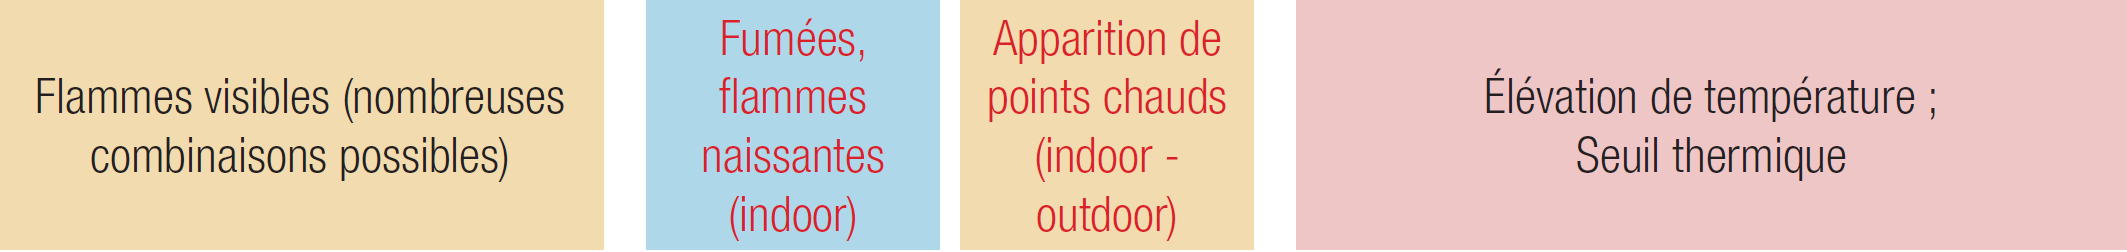 Flammes visibles (nombreuses
combinaisons possibles)
Fumées,
flammes
naissantes
(indoor)
Apparition de
points chauds
(indoor -
outdoor)
Élévation de température ;
Seuil thermique